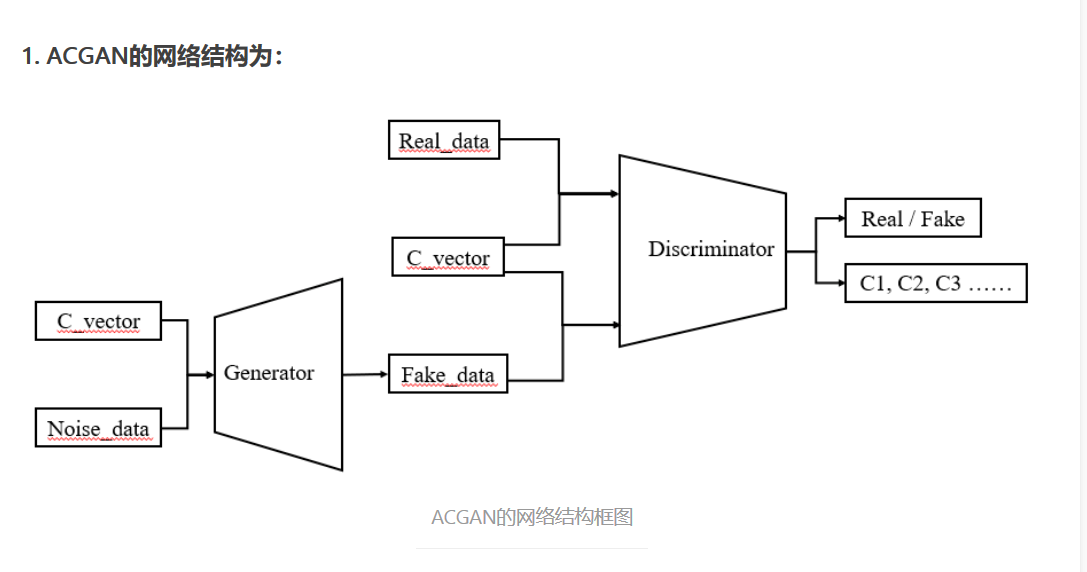 1. ACGAN的网络结构为：
Real_data
C_vector
Discriminator
Real / Fake
C1, C2, C3 ……
C_vector
Generator
Fake_data
Noise_data
ACGAN的网络结构框图